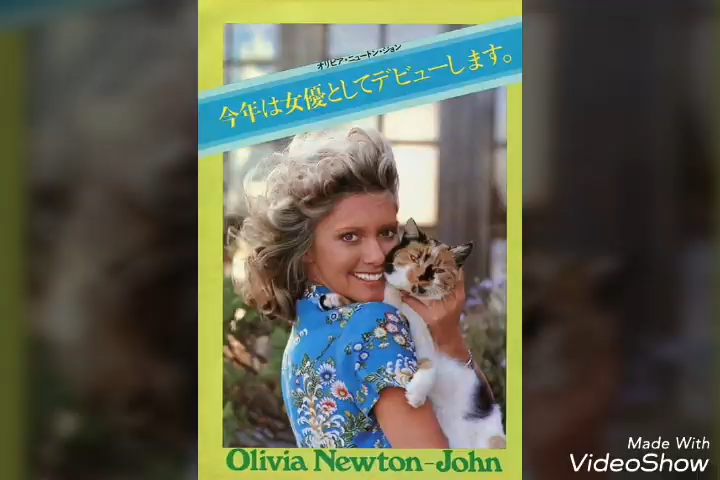 オリビア・ニュートン・ジョン
今年は女優としてデビューします。
Olivia Newton-John
Made With
VideoShow